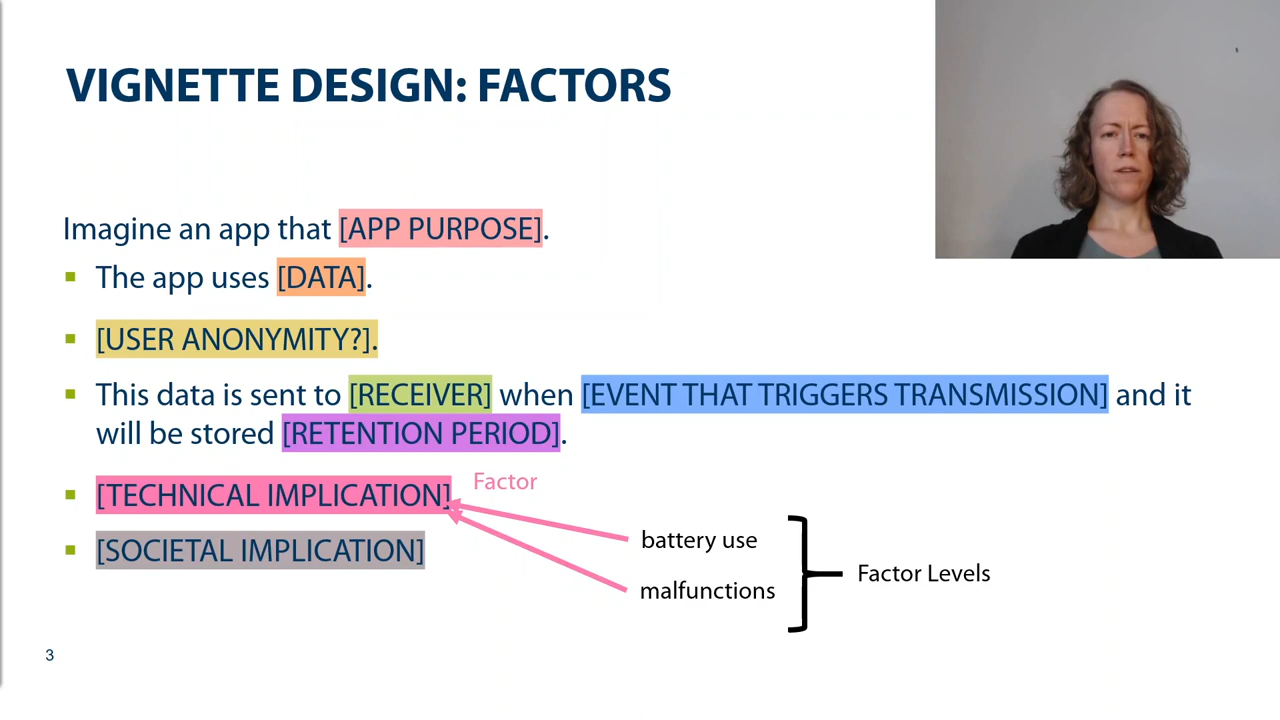 VIGNETTE DESIGN: FACTORS
Imagine an app that [APP PURPOSE].
The app uses [DATA].
[USER ANONYMITY?].
This data is sent to [RECEIVER] when [EVENT THAT TRIGGERS TRANSMISSION] and it
will be stored [RETENTION PERIOD].
[TECHNICAL IMPLICATION]
Factor
battery use
[SOCIETAL IMPLICATION]
malfunctions
Factor Levels
3